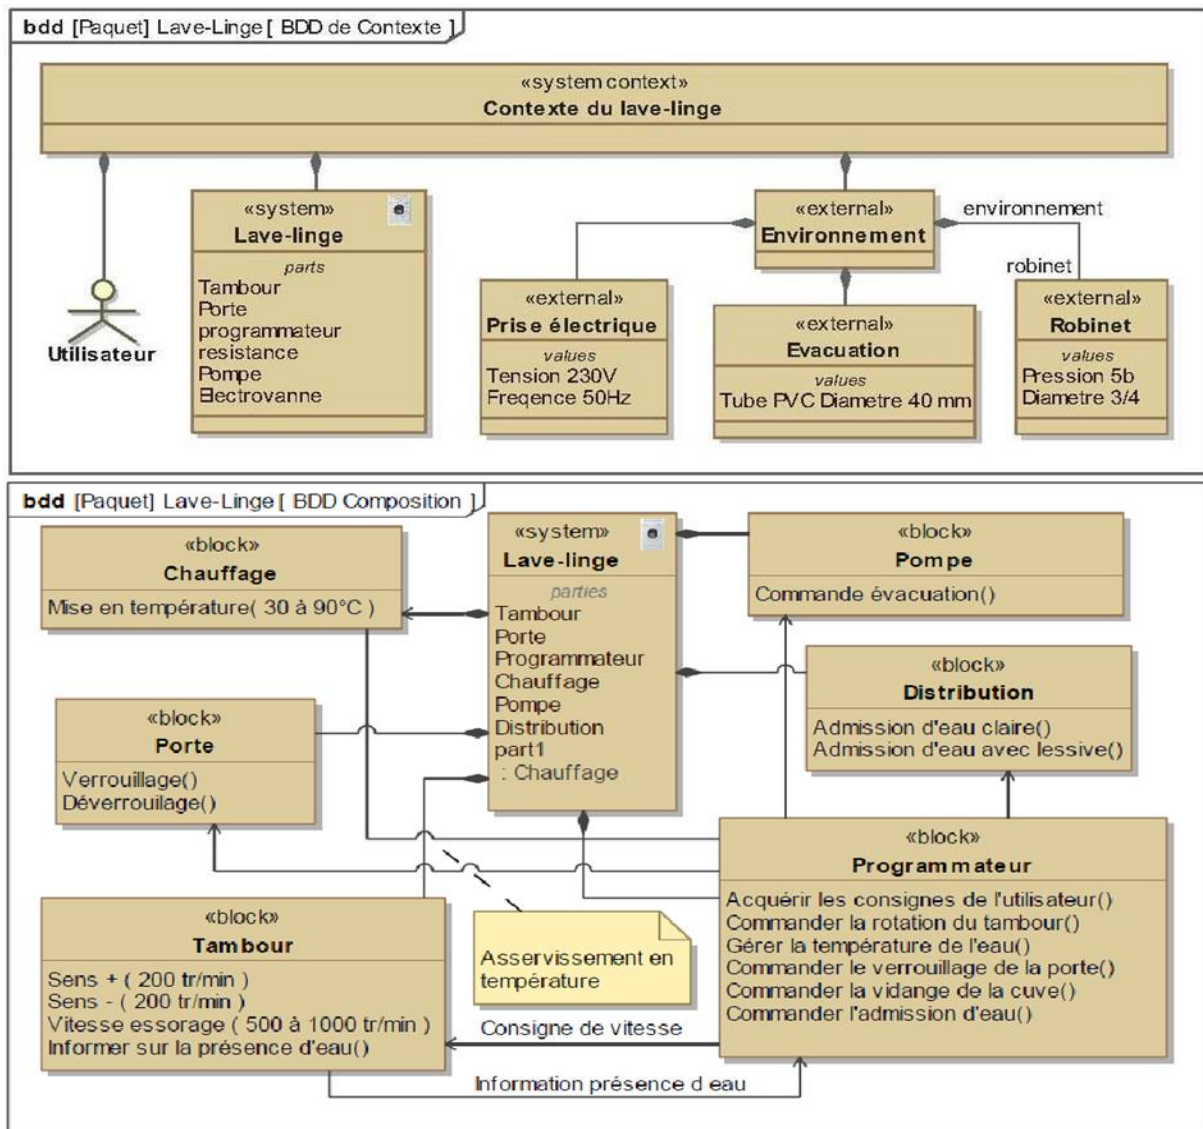 bdd [Paquet] Lave-Linge [ BDD de Contexte ]
«system context»
Contexte du lave-linge
Utilisateur
«system»
Lave-linge
parts
Tambour
Porte
programmateur
resistance
Pompe
Electrovanne
«external»
Environnement
environnement
robinet
«external»
Prise électrique
values
Tension 230V
Freqence 50Hz
«external»
Evacuation
values
Tube PVC Diametre 40 mm
«external»
Robinet
values
Pression 5b
Diametre 3/4
bdd [Paquet] Lave-Linge [ BDD Composition ]
«block»
Chauffage
Mise en température( 30 à 90°C )
«system»
Lave-linge
parties
Tambour
Porte
Programmateur
Chauffage
Pompe
Distribution
part1
: Chauffage
«block»
Pompe
Commande évacuation()
«block»
Distribution
Admission d'eau claire()
Admission d'eau avec lessive()
«block»
Porte
Verrouillage()
Déverrouilage()
«block»
Programmateur
Acquérir les consignes de l'utilisateur()
Commander la rotation du tambour()
Gérer la température de l'eau()
Commander le verrouillage de la porte()
Commander la vidange de la cuve()
Commander l'admission d'eau()
«block»
Tambour
Sens + ( 200 tr/min )
Sens - ( 200 tr/min )
Vitesse essorage ( 500 à 1000 tr/min )
Informer sur la présence d'eau()
Asservissement en
température
Consigne de vitesse
Information présence d eau